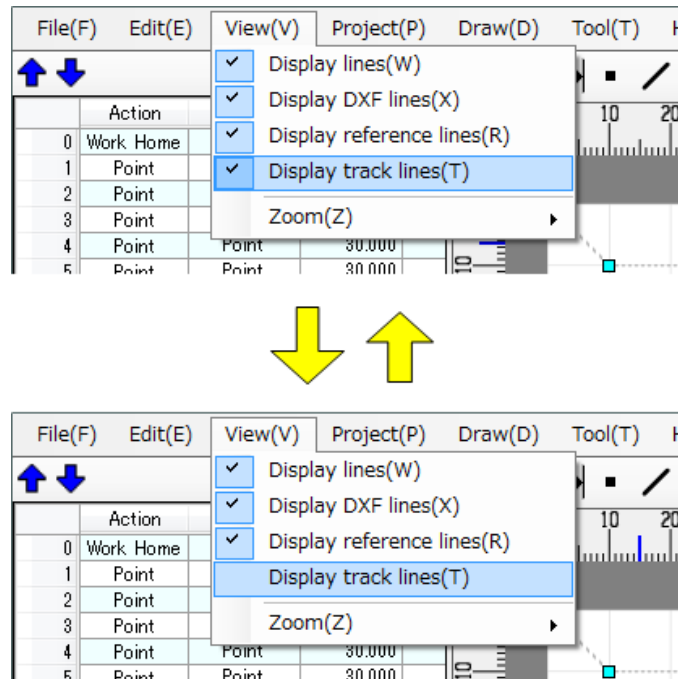 File(F) Edit(E) View(V) Project(P) Draw(D) Tool(T)
Display lines(W)
Display DXF lines(X)
10 20
Action
Display reference lines(R)
0 Work Home
1 Point
Display track lines(T)
2 Point
3 Point
Zoom(Z)
4 Point Point 30.000
5 Point Point 30.000
10
File(F) Edit(E) View(V) Project(P) Draw(D) Tool(T)
Display lines(W)
Display DXF lines(X)
10 20
Action
Display reference lines(R)
0 Work Home
1 Point
Display track lines(T)
2 Point
3 Point
Zoom(Z)
4 Point Point 30.000
5 Point Point 30.000
10